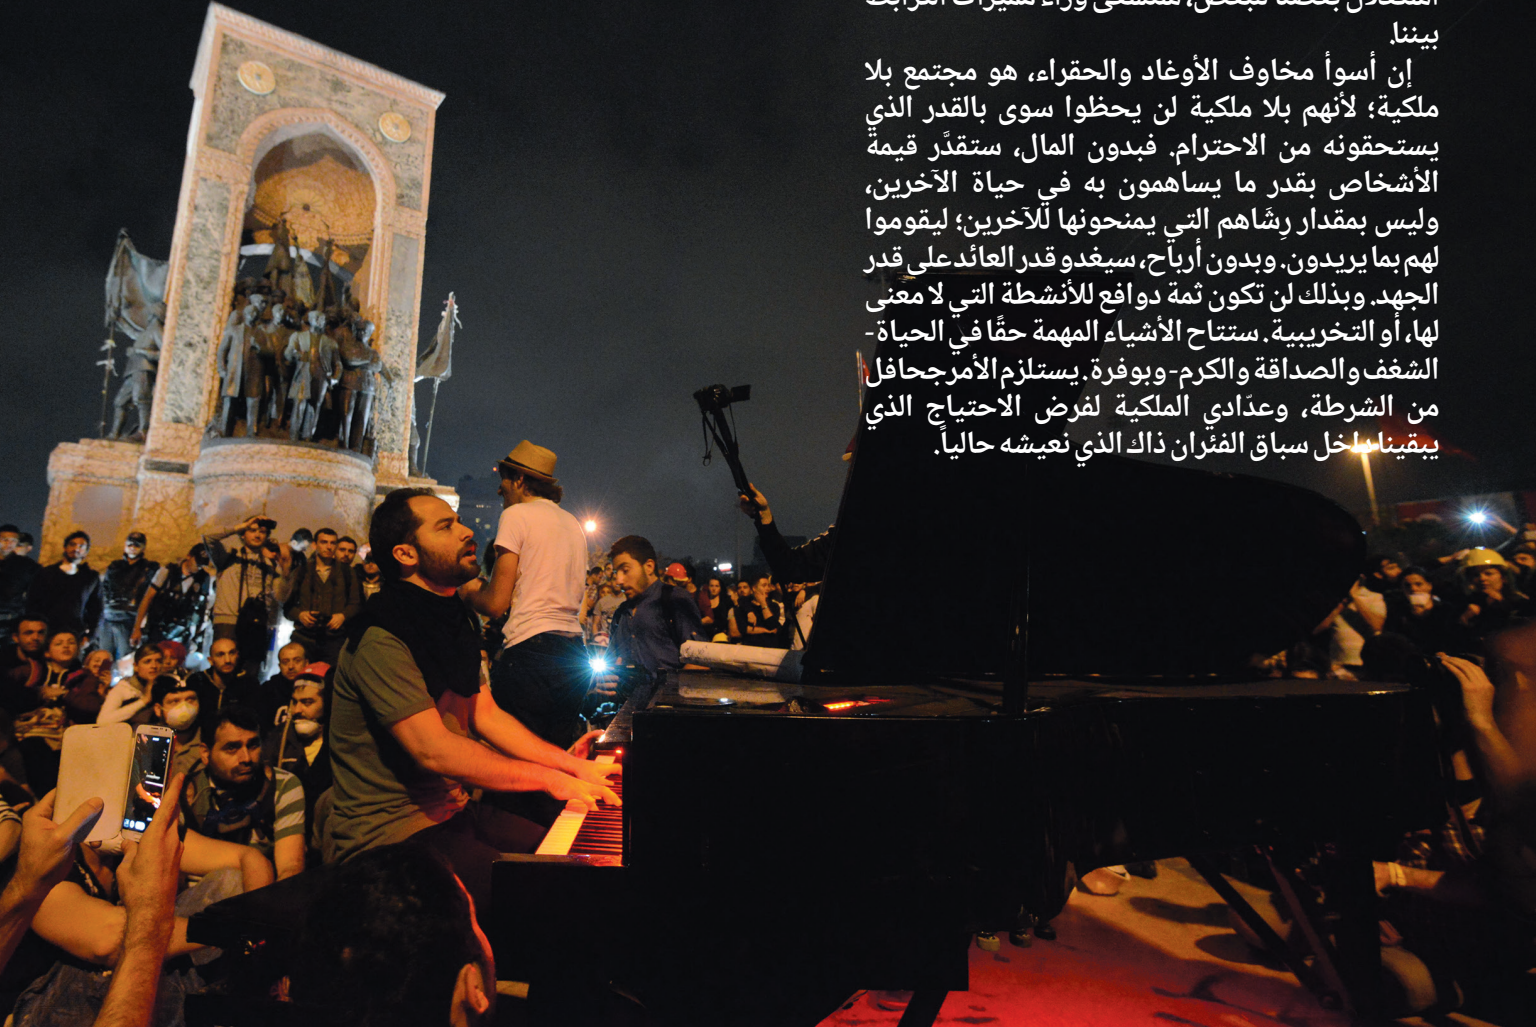 بيننا.
إن أسوأ مخاوف الأوغاد والحقراء، هو مجتمع بلا
ملكية؛ لأنهم بلا ملكية لن يحظوا سوى بالقدر الذي
يستحقونه من الاحترام. فبدون المال، ستقدَّر قيمة
الأشخاص بقدر ما يساهمون به في حياة الآخرين،
وليس بمقدار رِشَاهم التي يمنحونها للآخرين؛ ليقوموا
لهم بما يريدون. وبدون أرباح، سيغدو قدر العائد على قدر
الجهد. وبذلك لن تكون ثمة دوافع للأنشطة التي لا معنى
لها، أو التخريبية. ستتاح الأشياء المهمة حقًا في الحياة -
الشغف والصداقة والكرم- وبوفرة. يستلزم الأمر جحافل
من الشرطة، وعدّادي الملكية لفرض الاحتياج الذي
يبقينا داخل سباق الفئران ذاك الذي نعيشه حالياً.